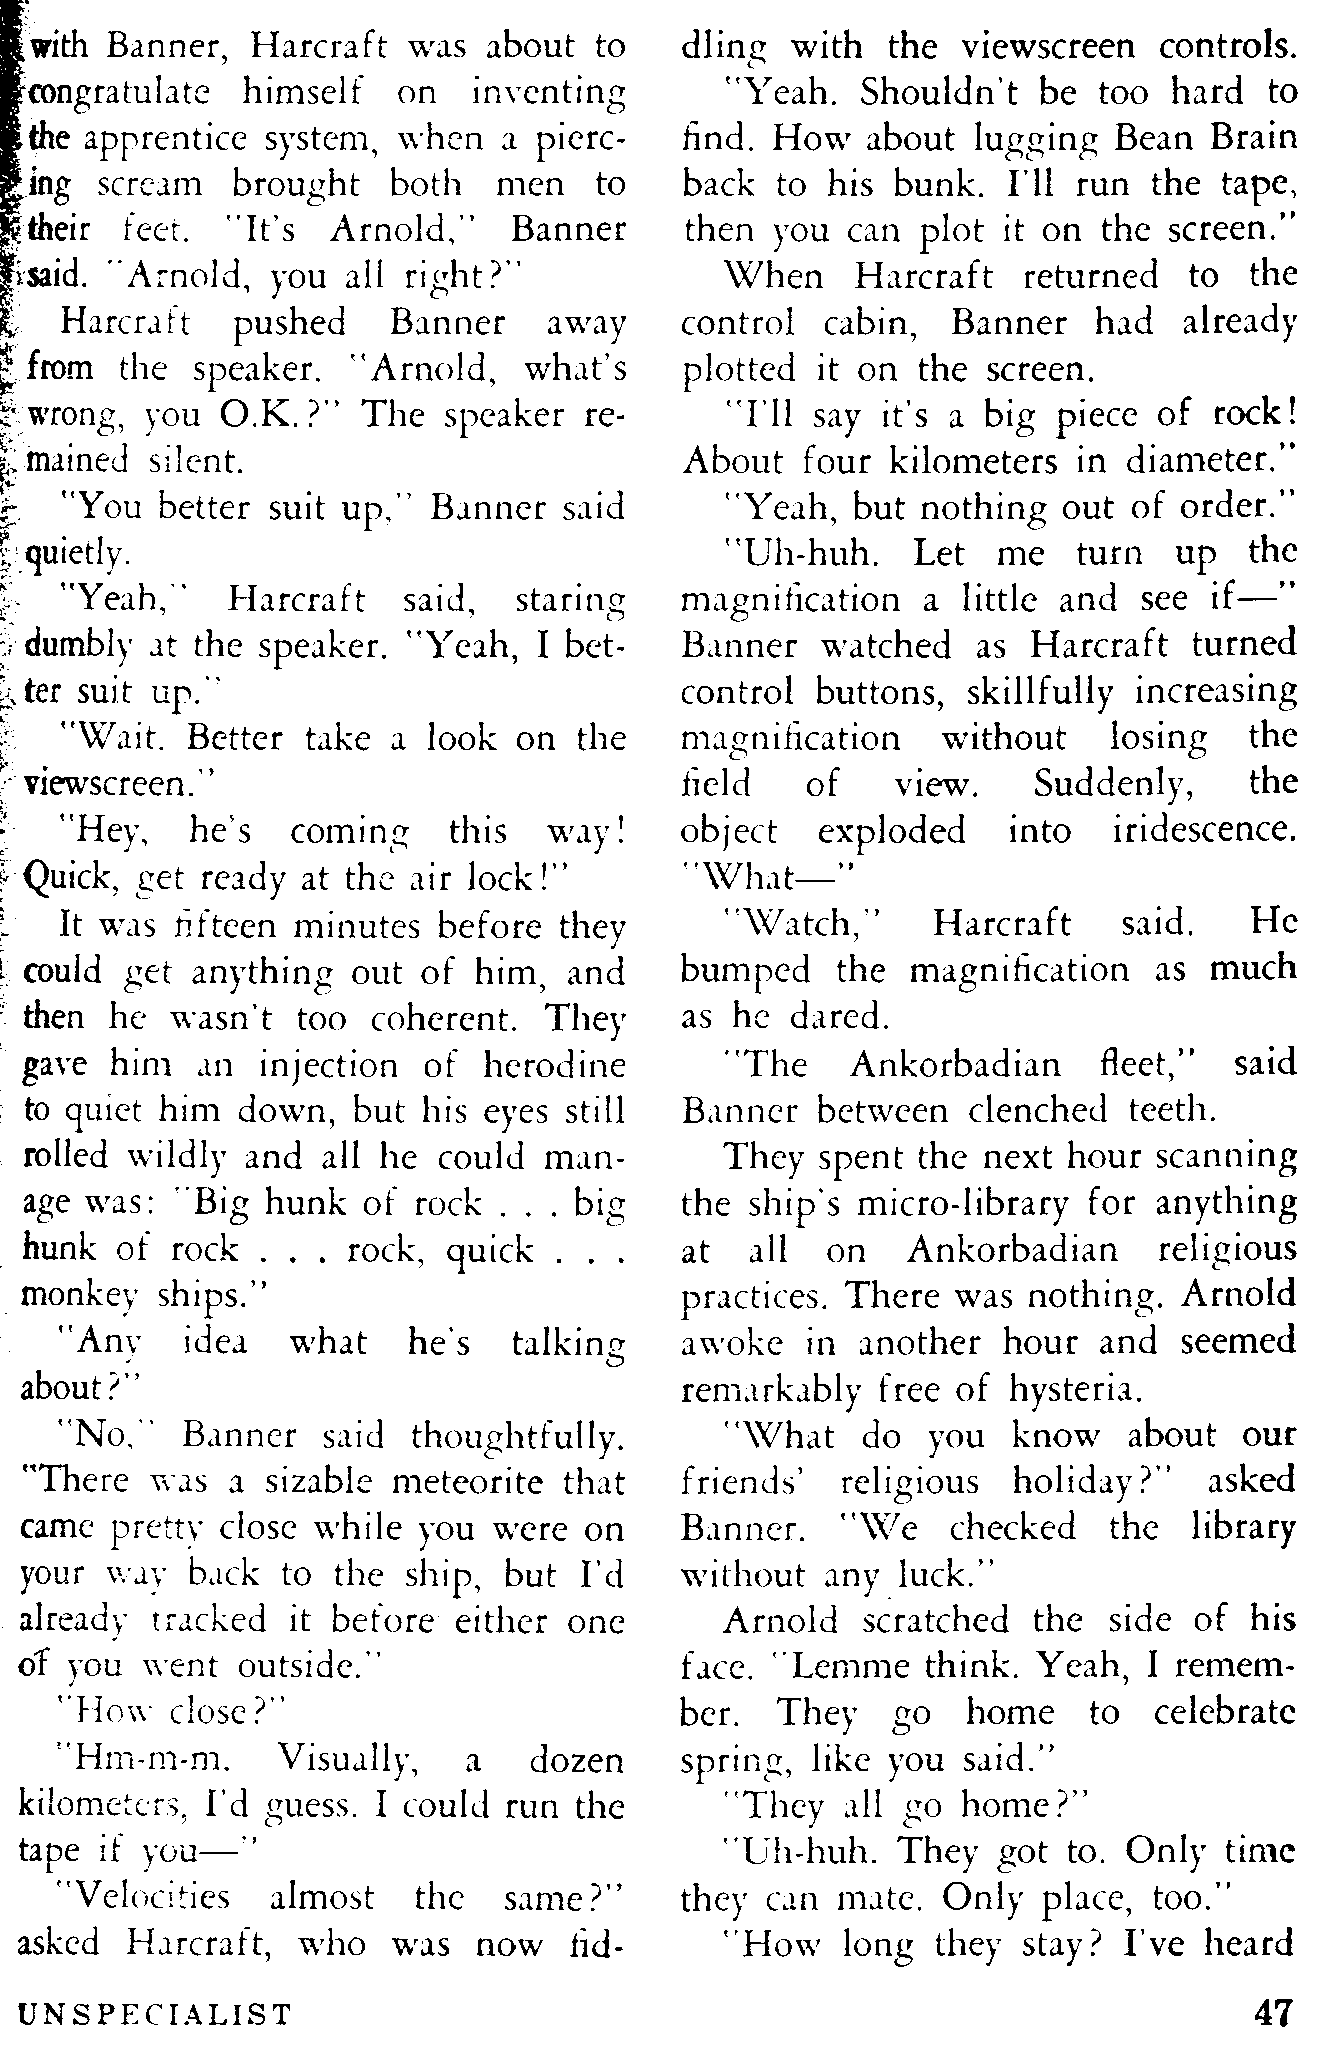 with Banner, Harcraft was about to
congratulate himself on inventing
the apprentice system, when a pierc-
ing scream brought both men to
their feet. "It's Arnold," Banner
said. "Arnold, you all right?"
Harcraft pushed Banner away
from the speaker. "Arnold, what's
wrong, you O.K.?" The speaker re-
mained silent.
"You better suit up," Banner said
quietly.
"Yeah," Harcraft said, staring
dumbly at the speaker. "Yeah, I bet-
ter suit up."
"Wait. Better take a look on the
viewscreen."
"Hey, he's coming this way!
Quick, get ready at the air lock!"
It was fifteen minutes before they
could get anything out of him, and
then he wasn't too coherent. They
gave him an injection of herodine
to quiet him down, but his eyes still
rolled wildly and all he could man-
age was: "Big hunk of rock . . . big
hunk of rock . . . rock, quick . . .
monkey ships."
"Any idea what he's talking
about?"
"No," Banner said thoughtfully.
"There was a sizable meteorite that
came pretty close while you were on
your way back to the ship, but I'd
already tracked it before either one
of you went outside."
"How close?"
"Hm-m-m. Visually, a dozen
kilometers, I'd guess. I could run the
tape if you—"
"Velocities almost the same?"
asked Harcraft, who was now fid-
dling with the viewscreen controls.
"Yeah. Shouldn't be too hard to
find. How about lugging Bean Brain
back to his bunk. I'll run the tape,
then you can plot it on the screen."
When Harcraft returned to the
control cabin, Banner had already
plotted it on the screen.
"I'll say it's a big piece of rock!
About four kilometers in diameter."
"Yeah, but nothing out of order."
"Uh-huh. Let me turn up the
magnification a little and see if—"
Banner watched as Harcraft turned
control buttons, skillfully increasing
magnification without losing the
field of view. Suddenly, the
object exploded into iridescence.
"What—"
"Watch," Harcraft said. He
bumped the magnification as much
as he dared.
"The Ankorbadian fleet," said
Banner between clenched teeth.
They spent the next hour scanning
the ship's micro-library for anything
at all on Ankorbadian religious
practices. There was nothing. Arnold
awoke in another hour and seemed
remarkably free of hysteria.
"What do you know about our
friends' religious holiday?" asked
Banner. "We checked the library
without any luck."
Arnold scratched the side of his
face. "Lemme think. Yeah, I remem-
ber. They go home to celebrate
spring, like you said."
"They all go home?"
"Uh-huh. They got to. Only time
they can mate. Only place, too."
"How long they stay? I've heard
UNSPECIALIST
47